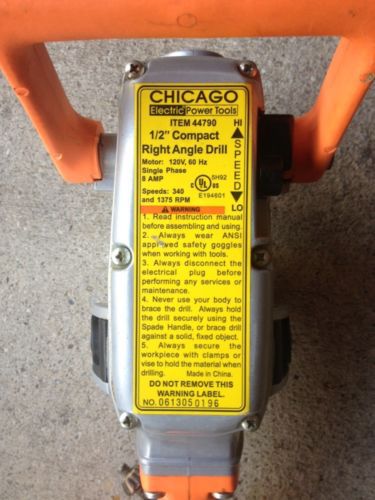 CHICAGO
Electric Power Tools
ITEM 44790
1/2" Compact
Right Angle Drill
Motor: 120V, 60 Hz
Single Phase
8 AMP
Speeds: 340
and 1375 RPM
HI
SPEED
LO
5H92
C UL US
E194601
WARNING
1. Read instruction manual
before assembling and using.
2. Always wear ANSI
approved safety goggles
when working with tools.
3. Always disconnect the
electrical plug before
performing any services or
maintenance.
4. Never use your body to
brace the drill. Always hold
the drill securely using the
Spade Handle, or brace drill
against a solid, fixed object.
5. Always secure the
workpiece with clamps or
vise to hold the material when
drilling. Made in China.
DO NOT REMOVE THIS
WARNING LABEL.
NO. 0613050196